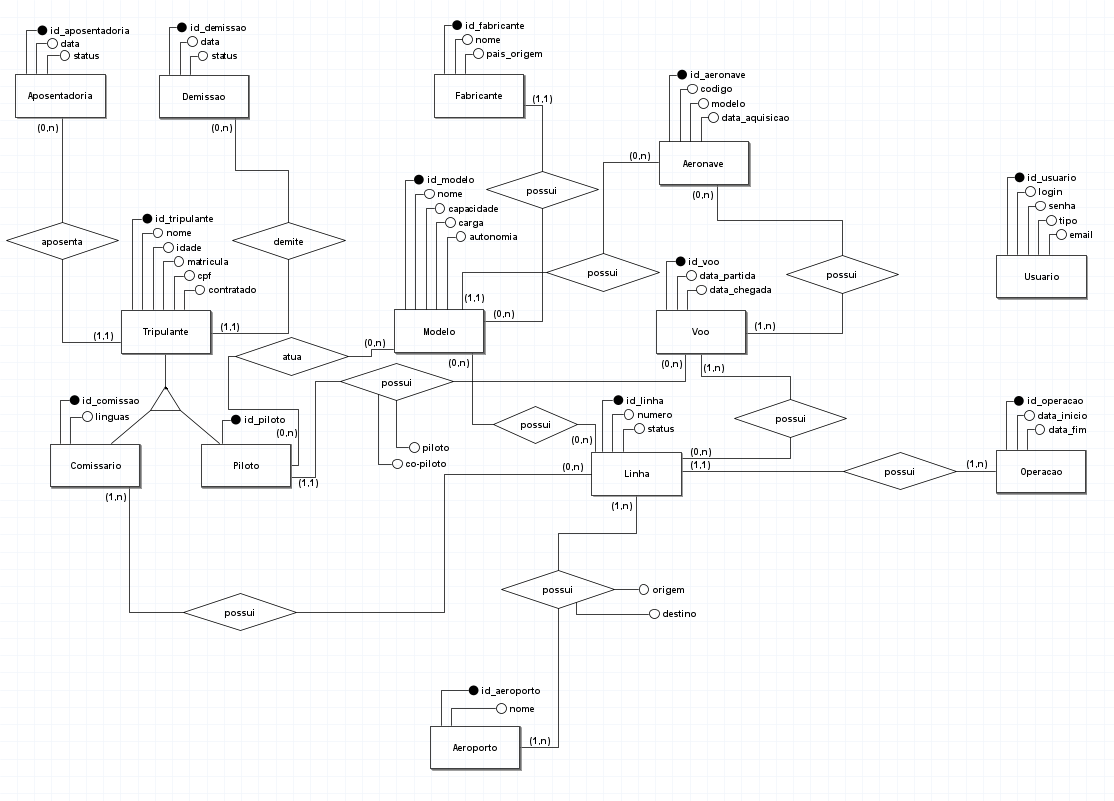 id_aposentadoria
data
status
Aposentadoria
(0,n)
id_demissao
data
status
Demissao
(0,n)
id_fabricante
nome
pais_origem
Fabricante
(1,1)
id_aeronave
codigo
modelo
data_aquisicao
(0,n)
Aeronave
(0,n)
id_usuario
login
senha
tipo
email
Usuario
id_modelo
nome
capacidade
carga
autonomia
possui
possui
possui
aposenta
id_tripulante
nome
idade
matricula
cpf
contratado
demite
(1,1)
Tripulante
(1,1)
(1,1)
Modelo
(0,n)
(0,n)
id_voo
data_partida
data_chegada
Voo
(1,n)
(0,n)
(1,n)
atua
(0,n)
possui
piloto
co-piloto
id_comissao
linguas
Comissario
(1,n)
id_piloto
(0,n)
Piloto
(1,1)
possui
(0,n)
id_linha
numero
status
possui
(0,n)
(1,1)
Linha
(0,n)
(1,n)
possui
(1,n)
id_operacao
data_inicio
data_fim
Operacao
possui
possui
origem
destino
id_aeroporto
nome
Aeroporto
(1,n)